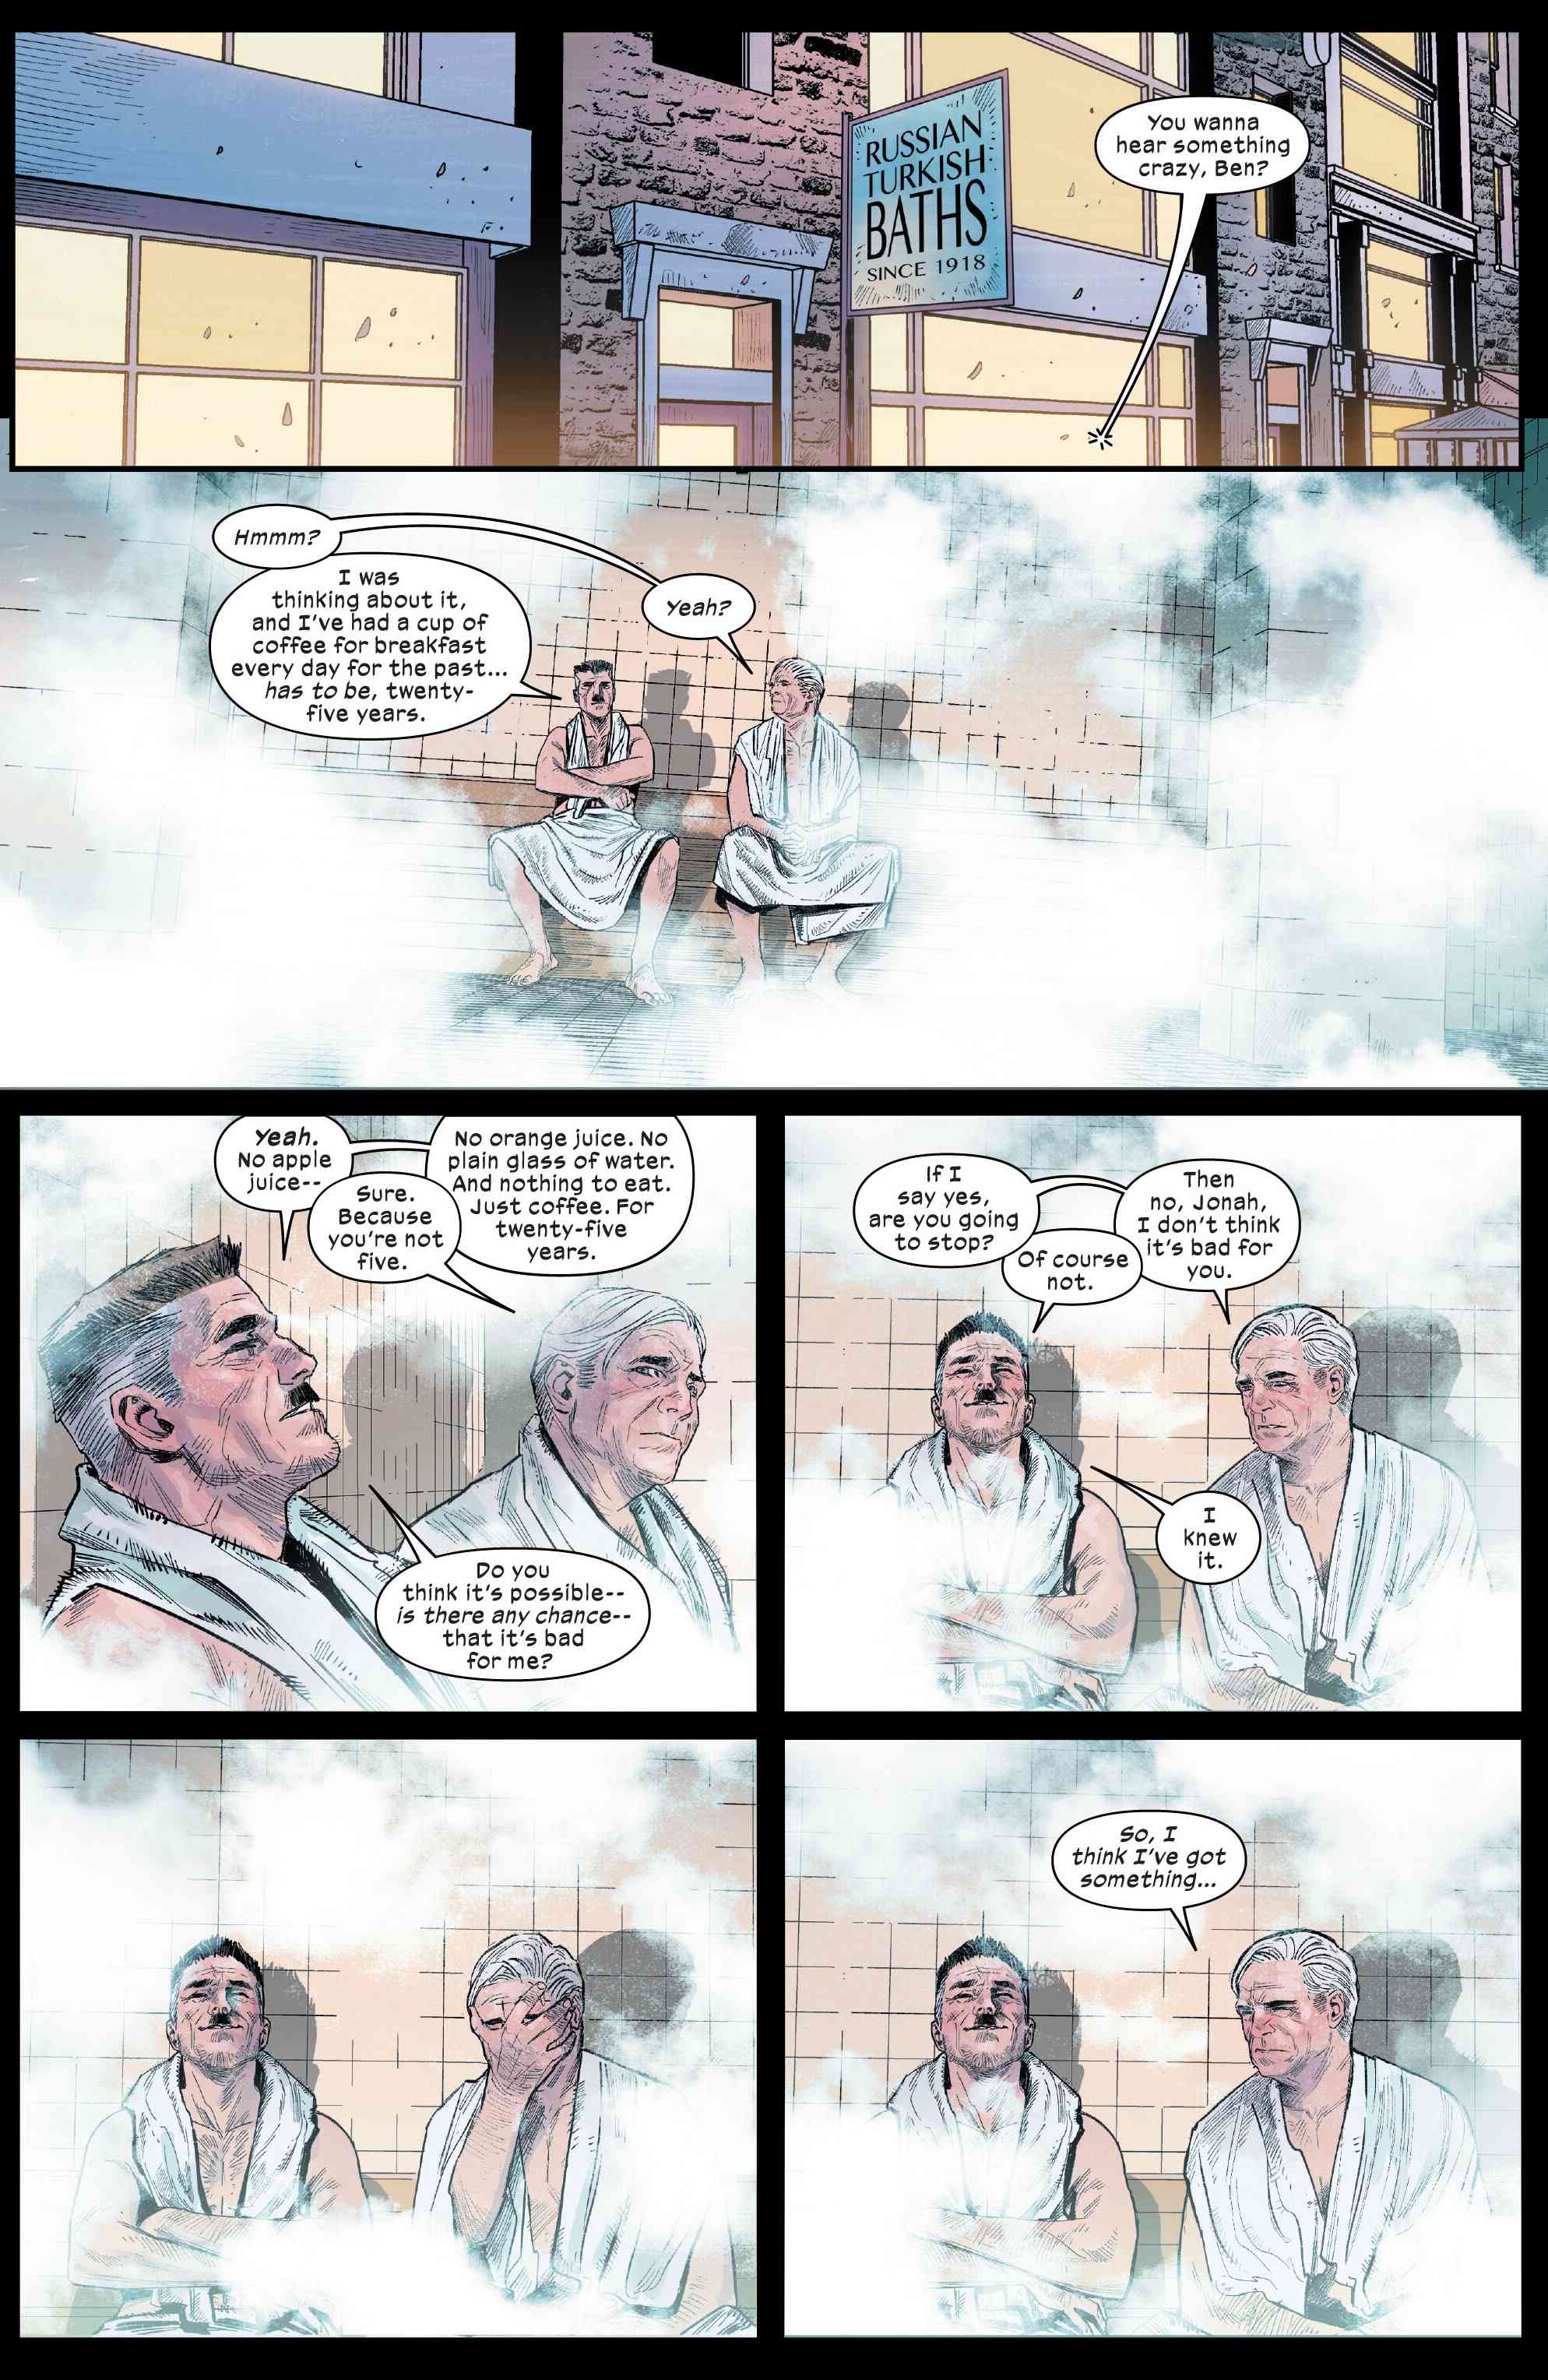 RUSSIAN
TURKISH
BATHS
SINCE 1918
You wanna
hear something
crazy, Ben?
Hmmm?
Yeah?
I was
thinking about it,
and I've had a cup of
coffee for breakfast
every day for the past...
has to be, twenty-
five years.
Yeah.
No apple
juice--
Sure.
Because
you're not
five.
No orange juice. No
plain glass of water.
And nothing to eat.
Just coffee. For
twenty-five
years.
Do you
think it's possible--
is there any chance--
that it's bad
for me?
If I
say yes,
are you going
to stop?
Of course
not.
Then
no, Jonah,
I don't think
it's bad for
you.
I
knew
it.
So, I
think I've got
something...